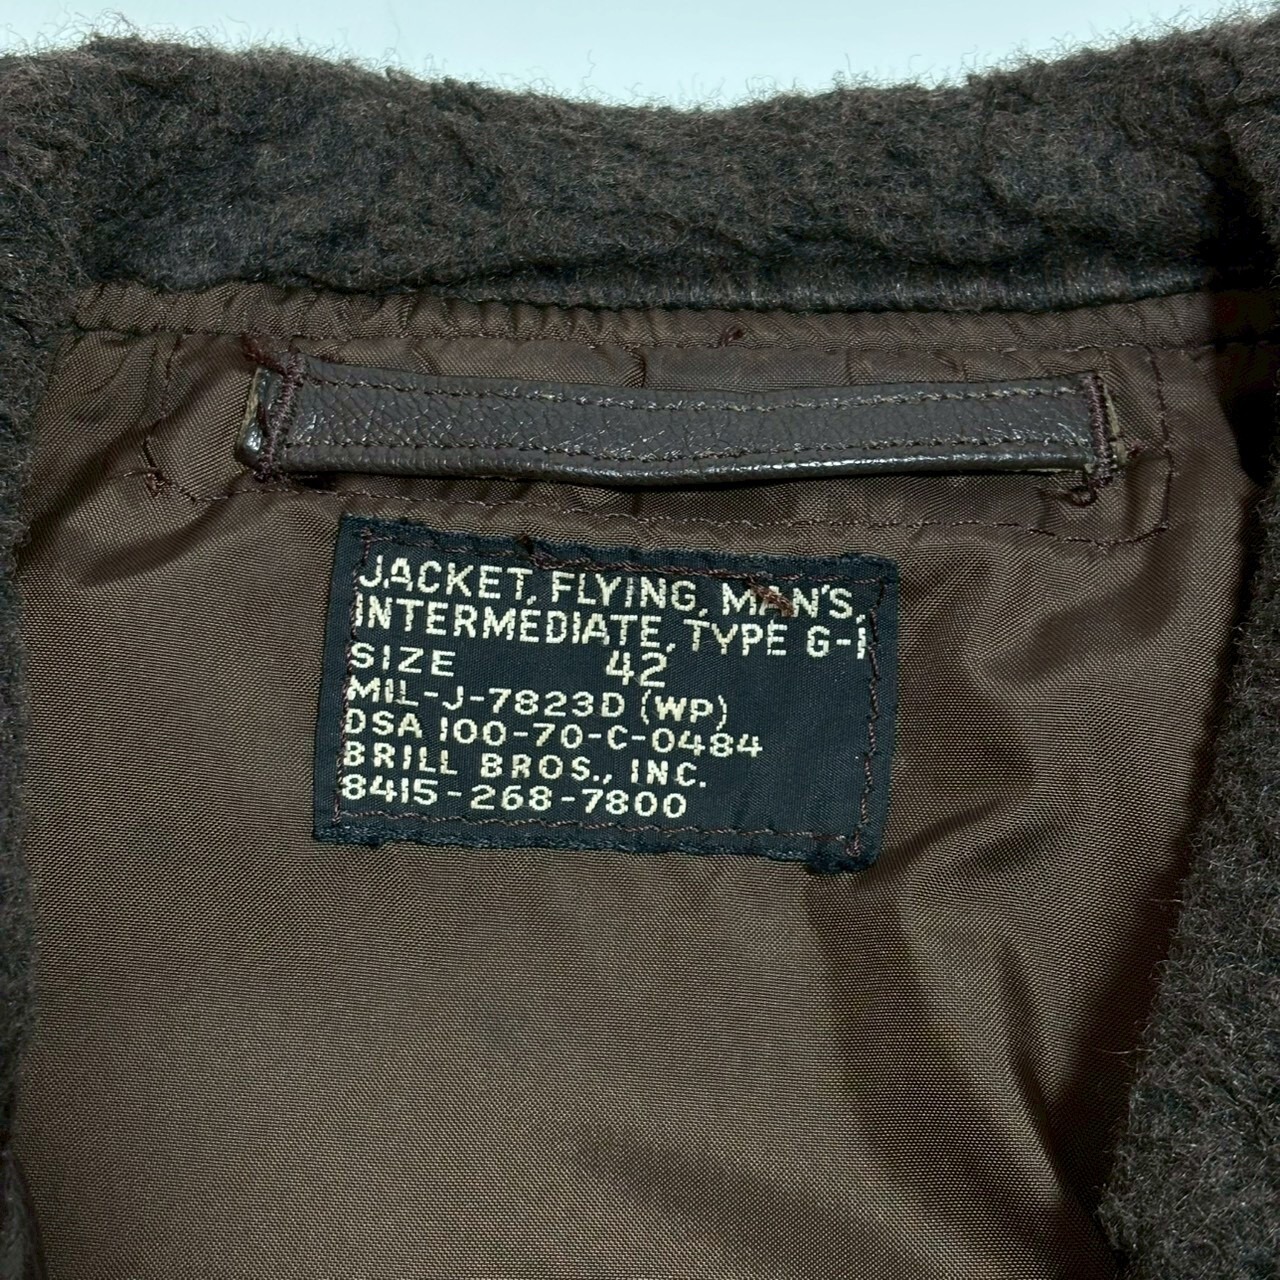 JACKET, FLYING, MAN'S,
INTERMEDIATE, TYPE G-1
SIZE 42
MIL-J-7823D (WP)
DSA 100-70-C-0484
BRILL BROS., INC.
8415-268-7800